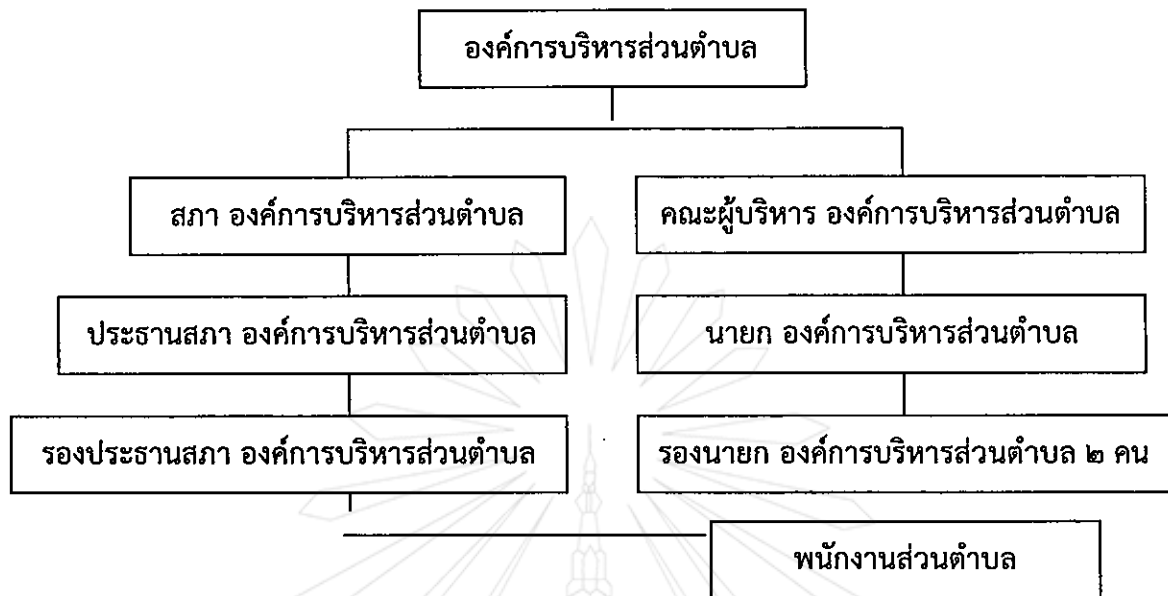 องค์การบริหารส่วนตำบล
สภา องค์การบริหารส่วนตำบล
คณะผู้บริหาร องค์การบริหารส่วนตำบล
ประธานสภา องค์การบริหารส่วนตำบล
นายก องค์การบริหารส่วนตำบล
รองประธานสภา องค์การบริหารส่วนตำบล
รองนายก องค์การบริหารส่วนตำบล ๒ คน
พนักงานส่วนตำบล